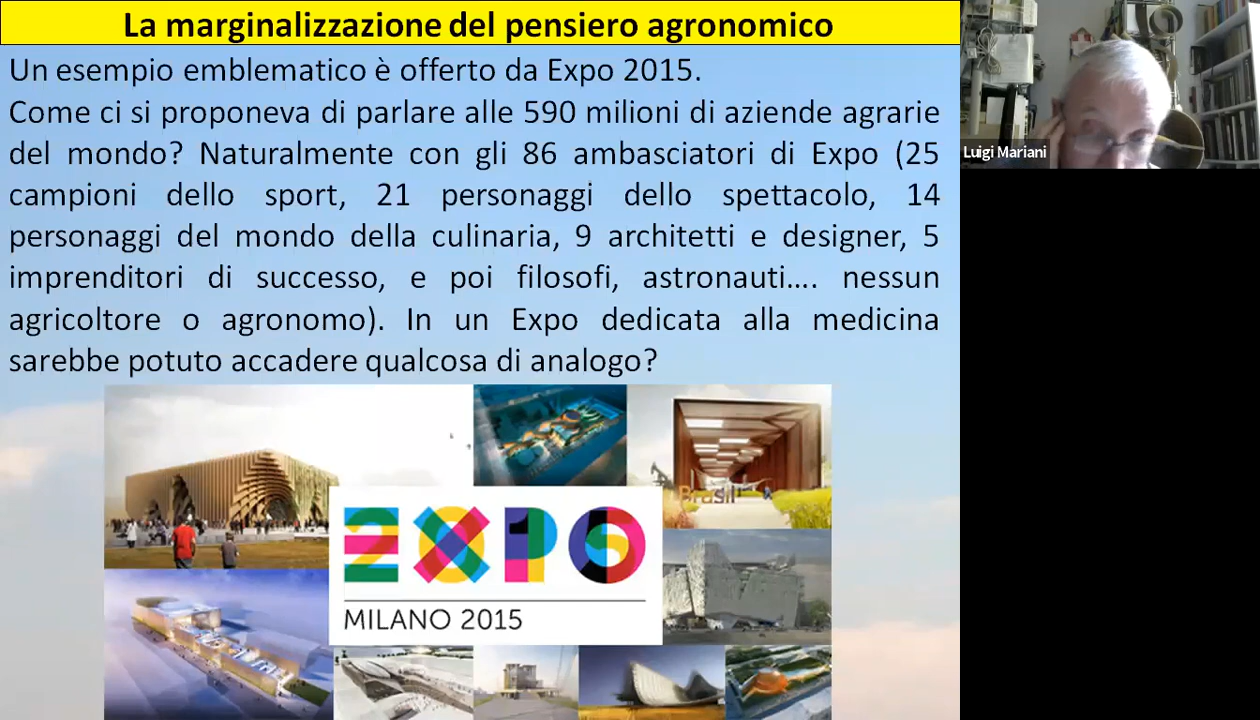 La marginalizzazione del pensiero agronomico
Un esempio emblematico è offerto da Expo 2015.
Come ci si proponeva di parlare alle 590 milioni di aziende agrarie
del mondo? Naturalmente con gli 86 ambasciatori di Expo (25
campioni dello sport, 21 personaggi dello spettacolo, 14
personaggi del mondo della culinaria, 9 architetti e designer, 5
imprenditori di successo, e poi filosofi, astronauti…. nessun
agricoltore o agronomo). In un Expo dedicata alla medicina
sarebbe potuto accadere qualcosa di analogo?
Luigi Mariani
Brasil
EXPO
MILANO 2015